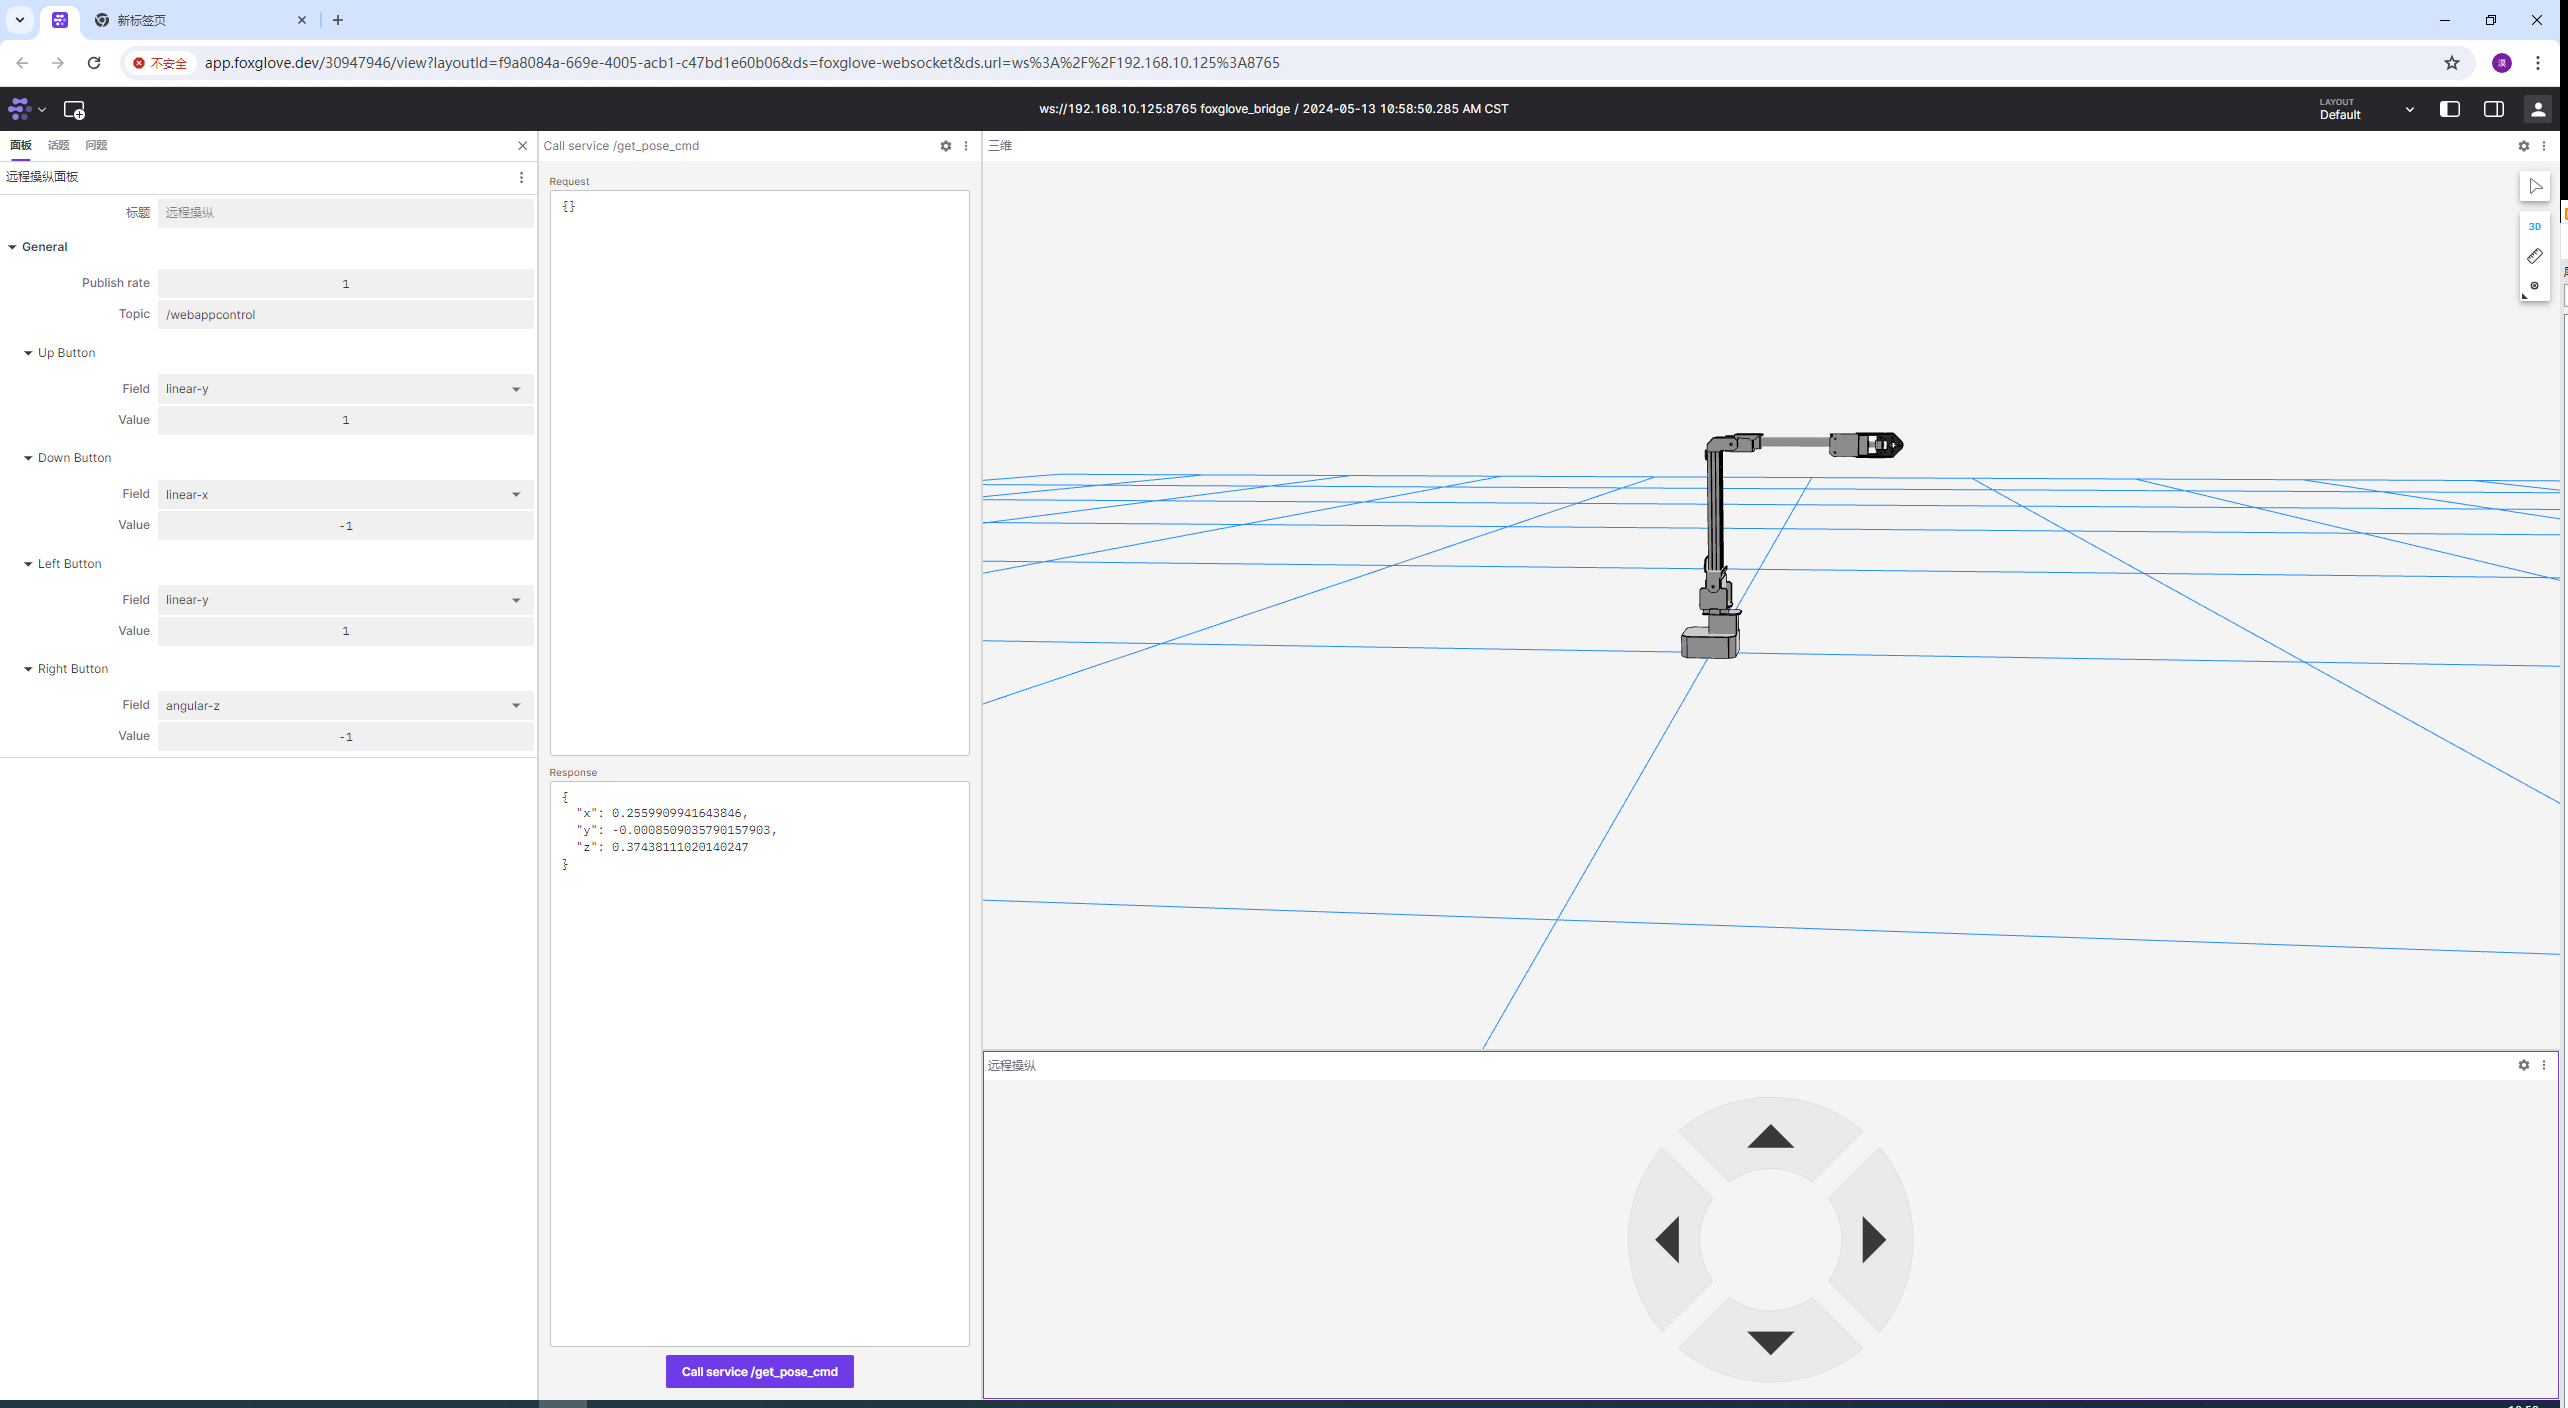 新标签页
不安全
app.foxglove.dev/30947946/view?layoutId=f9a8084a-669e-4005-acb1-c47bd1e60b06&ds=foxglove-websocket&ds.url=ws%3A%2F%2F192.168.10.125%3A8765
漠
ws://192.168.10.125:8765 foxglove_bridge / 2024-05-13 10:58:50.285 AM CST
LAYOUT
Default
面板 话题 问题
远程操纵面板
标题 远程操纵
General
Publish rate 1
Topic /webappcontrol
Up Button
Field linear-y
Value 1
Down Button
Field linear-x
Value -1
Left Button
Field linear-y
Value 1
Right Button
Field angular-z
Value -1
Call service /get_pose_cmd
Request
{}
Response
{
"x": 0.2559909941643846,
"y": -0.0008509035790157903,
"z": 0.37438111020140247
}
Call service /get_pose_cmd
三维
3D
远程操纵